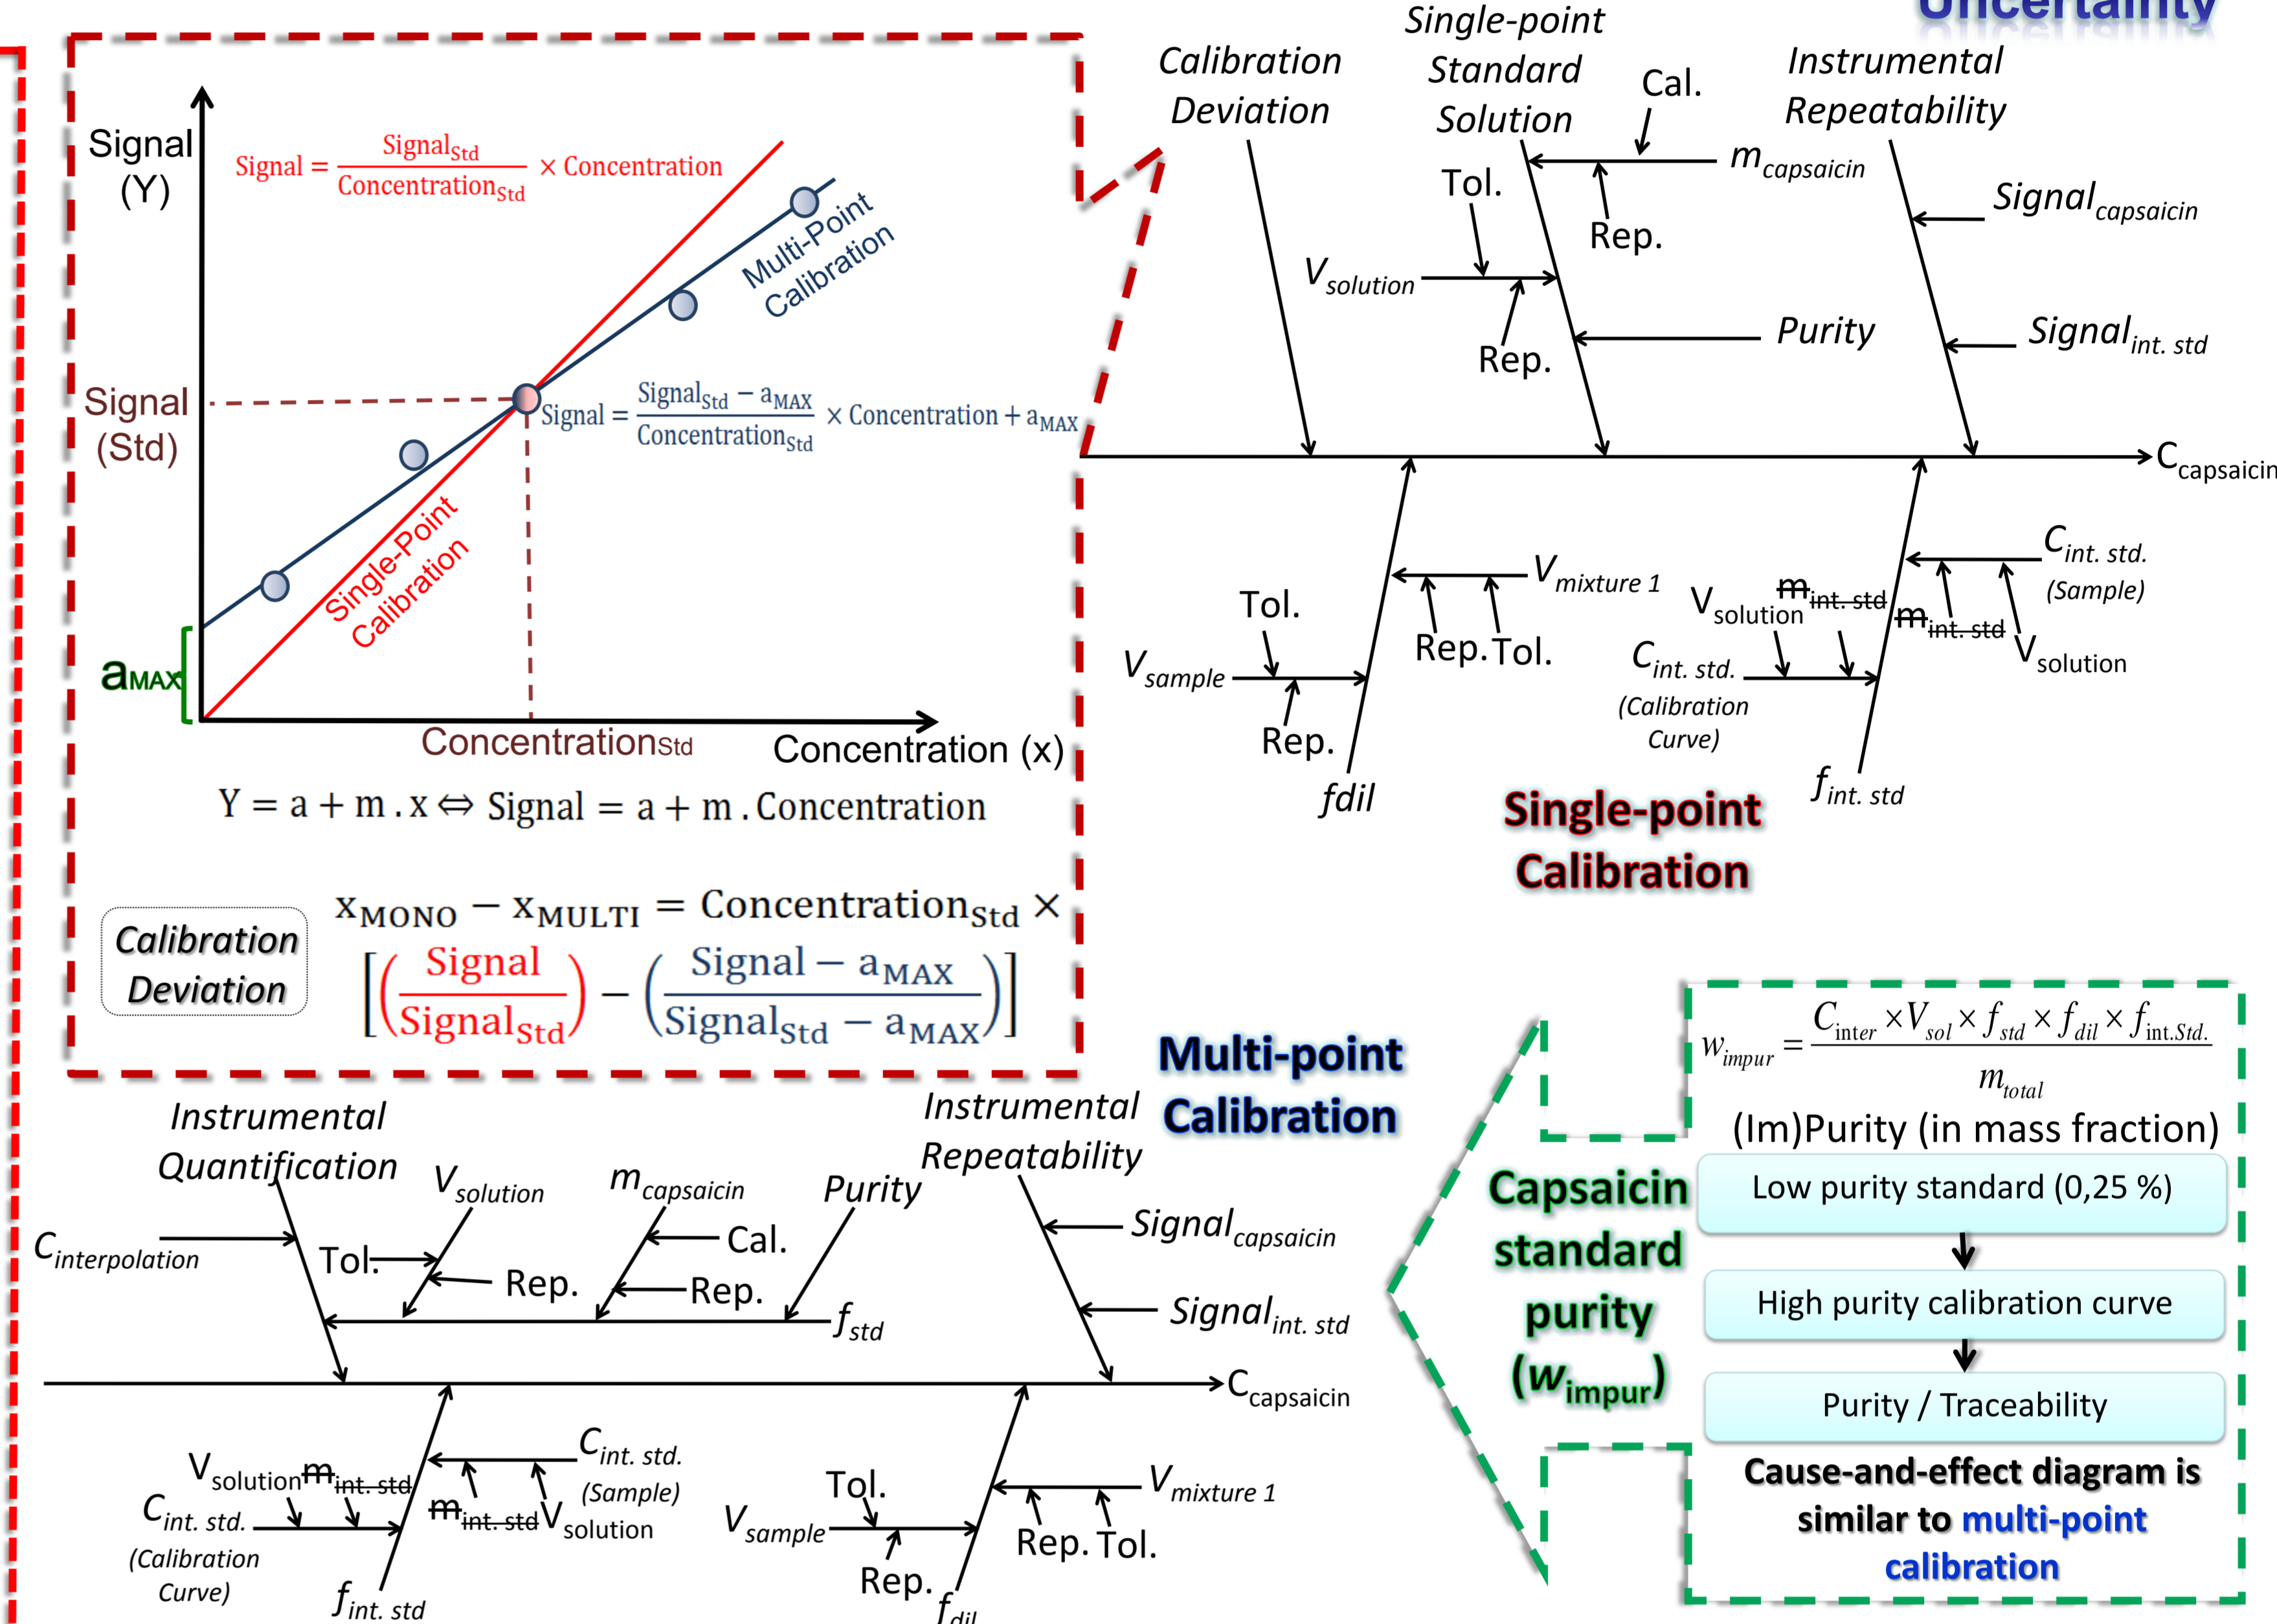 Uncertainty
Signal
(Y)
Signal = Signal_Std / Concentration_Std × Concentration
Multi-Point
Calibration
Signal
(Std)
Signal = Signal_Std − a_MAX / Concentration_Std × Concentration + a_MAX
Single-Point
Calibration
a_MAX
Concentration_Std
Concentration (x)
Y = a + m . x ⇔ Signal = a + m . Concentration
Calibration
Deviation
x_MONO − x_MULTI = Concentration_Std ×
[(Signal / Signal_Std) − (Signal − a_MAX / Signal_Std − a_MAX)]
Calibration
Deviation
Single-point
Standard
Solution
Cal.
m_capsaicin
Rep.
Tol.
V_solution
Rep.
Purity
Instrumental
Repeatability
Signal_capsaicin
Signal_int. std
C_capsaicin
V_mixture 1
Rep. Tol.
Tol.
V_sample
Rep.
fdil
C_int. std.
(Sample)
m_int. std
V_solution
V_solution
m_int. std
C_int. std.
(Calibration
Curve)
f_int. std
Single-point
Calibration
Multi-point
Calibration
Instrumental
Quantification
C_interpolation
V_solution
Tol.
Rep.
m_capsaicin
Cal.
Rep.
Purity
f_std
Instrumental
Repeatability
Signal_capsaicin
Signal_int. std
C_capsaicin
C_int. std.
(Sample)
m_int. std
V_solution
V_solution
m_int. std
C_int. std.
(Calibration
Curve)
f_int. std
V_mixture 1
Rep. Tol.
Tol.
V_sample
Rep.
f_dil
Capsaicin
standard
purity
(w_impur)
w_impur = C_inter × V_sol × f_std × f_dil × f_int.Std. / m_total
(Im)Purity (in mass fraction)
Low purity standard (0,25 %)
High purity calibration curve
Purity / Traceability
Cause-and-effect diagram is
similar to multi-point
calibration